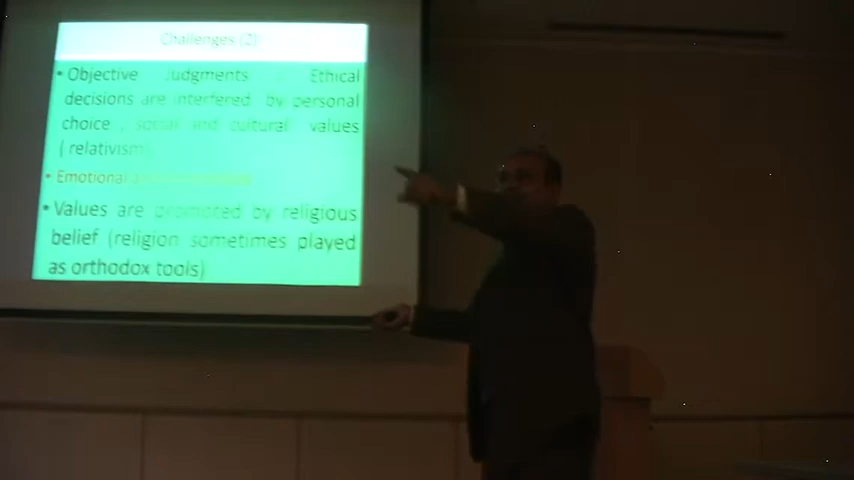 Challenges (2)
• Objective Judgments : Ethical
decisions are interfered by personal
choice , social and cultural values
( relativism)
• Emotional
• Values are promoted by religious
belief (religion sometimes played
as orthodox tools)